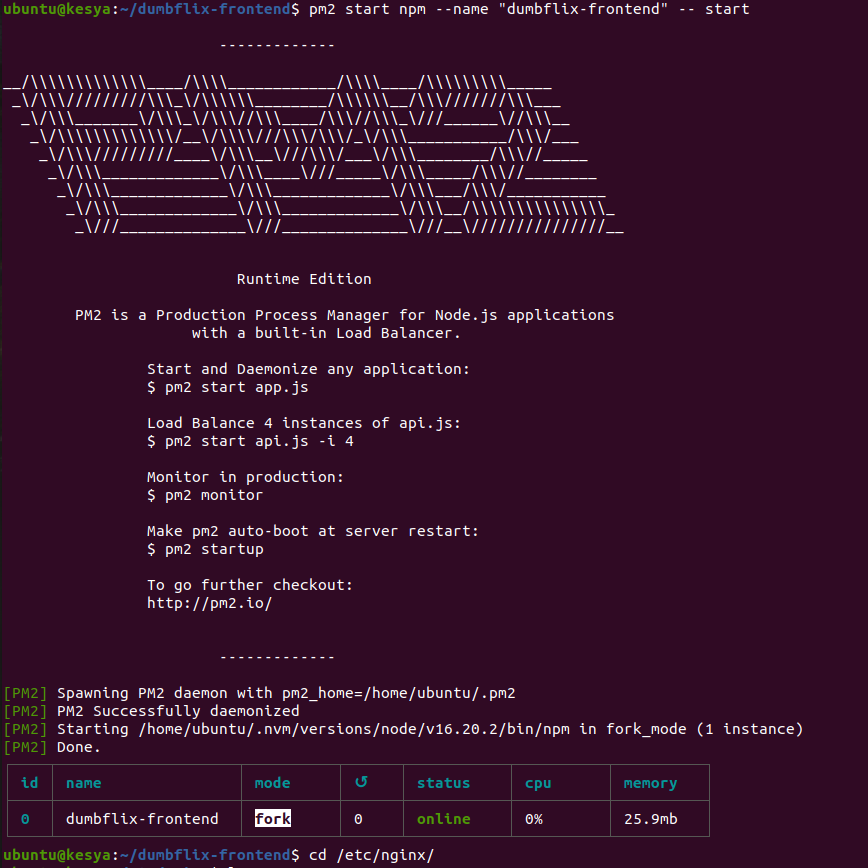 ubuntu@kesya:~/dumbflix-frontend$ pm2 start npm --name "dumbflix-frontend" -- start
-------------
__/\\\\\\\\\\\\\____/\\\\____________/\\\\____/\\\\\\\\\_____
_\/\\\/////////\\\_\/\\\\\\________/\\\\\\__/\\\///////\\\___
_\/\\\_______\/\\\_\/\\\//\\\____/\\\//\\\_\///______\//\\\__
_\/\\\\\\\\\\\\\/__\/\\\\///\\\/\\\/_\/\\\___________/\\\/___
_\/\\\/////////____\/\\\__\///\\\/___\/\\\________/\\\//_____
_\/\\\_____________\/\\\____\///_____\/\\\_____/\\\//________
_\/\\\_____________\/\\\_____________\/\\\___/\\\/___________
_\/\\\_____________\/\\\_____________\/\\\__/\\\\\\\\\\\\\\\_
_\///______________\///______________\///__\///////////////__
Runtime Edition
PM2 is a Production Process Manager for Node.js applications
with a built-in Load Balancer.
Start and Daemonize any application:
$ pm2 start app.js
Load Balance 4 instances of api.js:
$ pm2 start api.js -i 4
Monitor in production:
$ pm2 monitor
Make pm2 auto-boot at server restart:
$ pm2 startup
To go further checkout:
http://pm2.io/
-------------
[PM2] Spawning PM2 daemon with pm2_home=/home/ubuntu/.pm2
[PM2] PM2 Successfully daemonized
[PM2] Starting /home/ubuntu/.nvm/versions/node/v16.20.2/bin/npm in fork_mode (1 instance)
[PM2] Done.
id name mode ↺ status cpu memory
0 dumbflix-frontend fork 0 online 0% 25.9mb
ubuntu@kesya:~/dumbflix-frontend$ cd /etc/nginx/